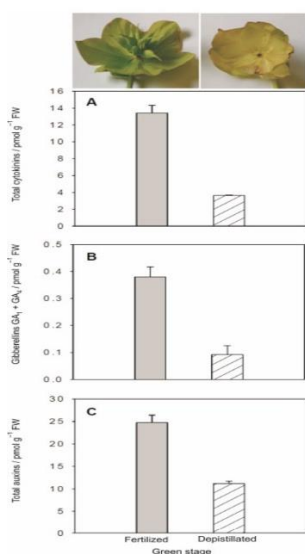 A
Total cytokinins / pmol g⁻¹ FW
16
14
12
10
8
6
4
2
0
B
Gibberellins GA₁ + GA₄ / pmol g⁻¹ FW
0.5
0.4
0.3
0.2
0.1
0.0
C
Total auxins / pmol g⁻¹ FW
30
25
20
15
10
5
0
Fertilized Depistillated
Green stage